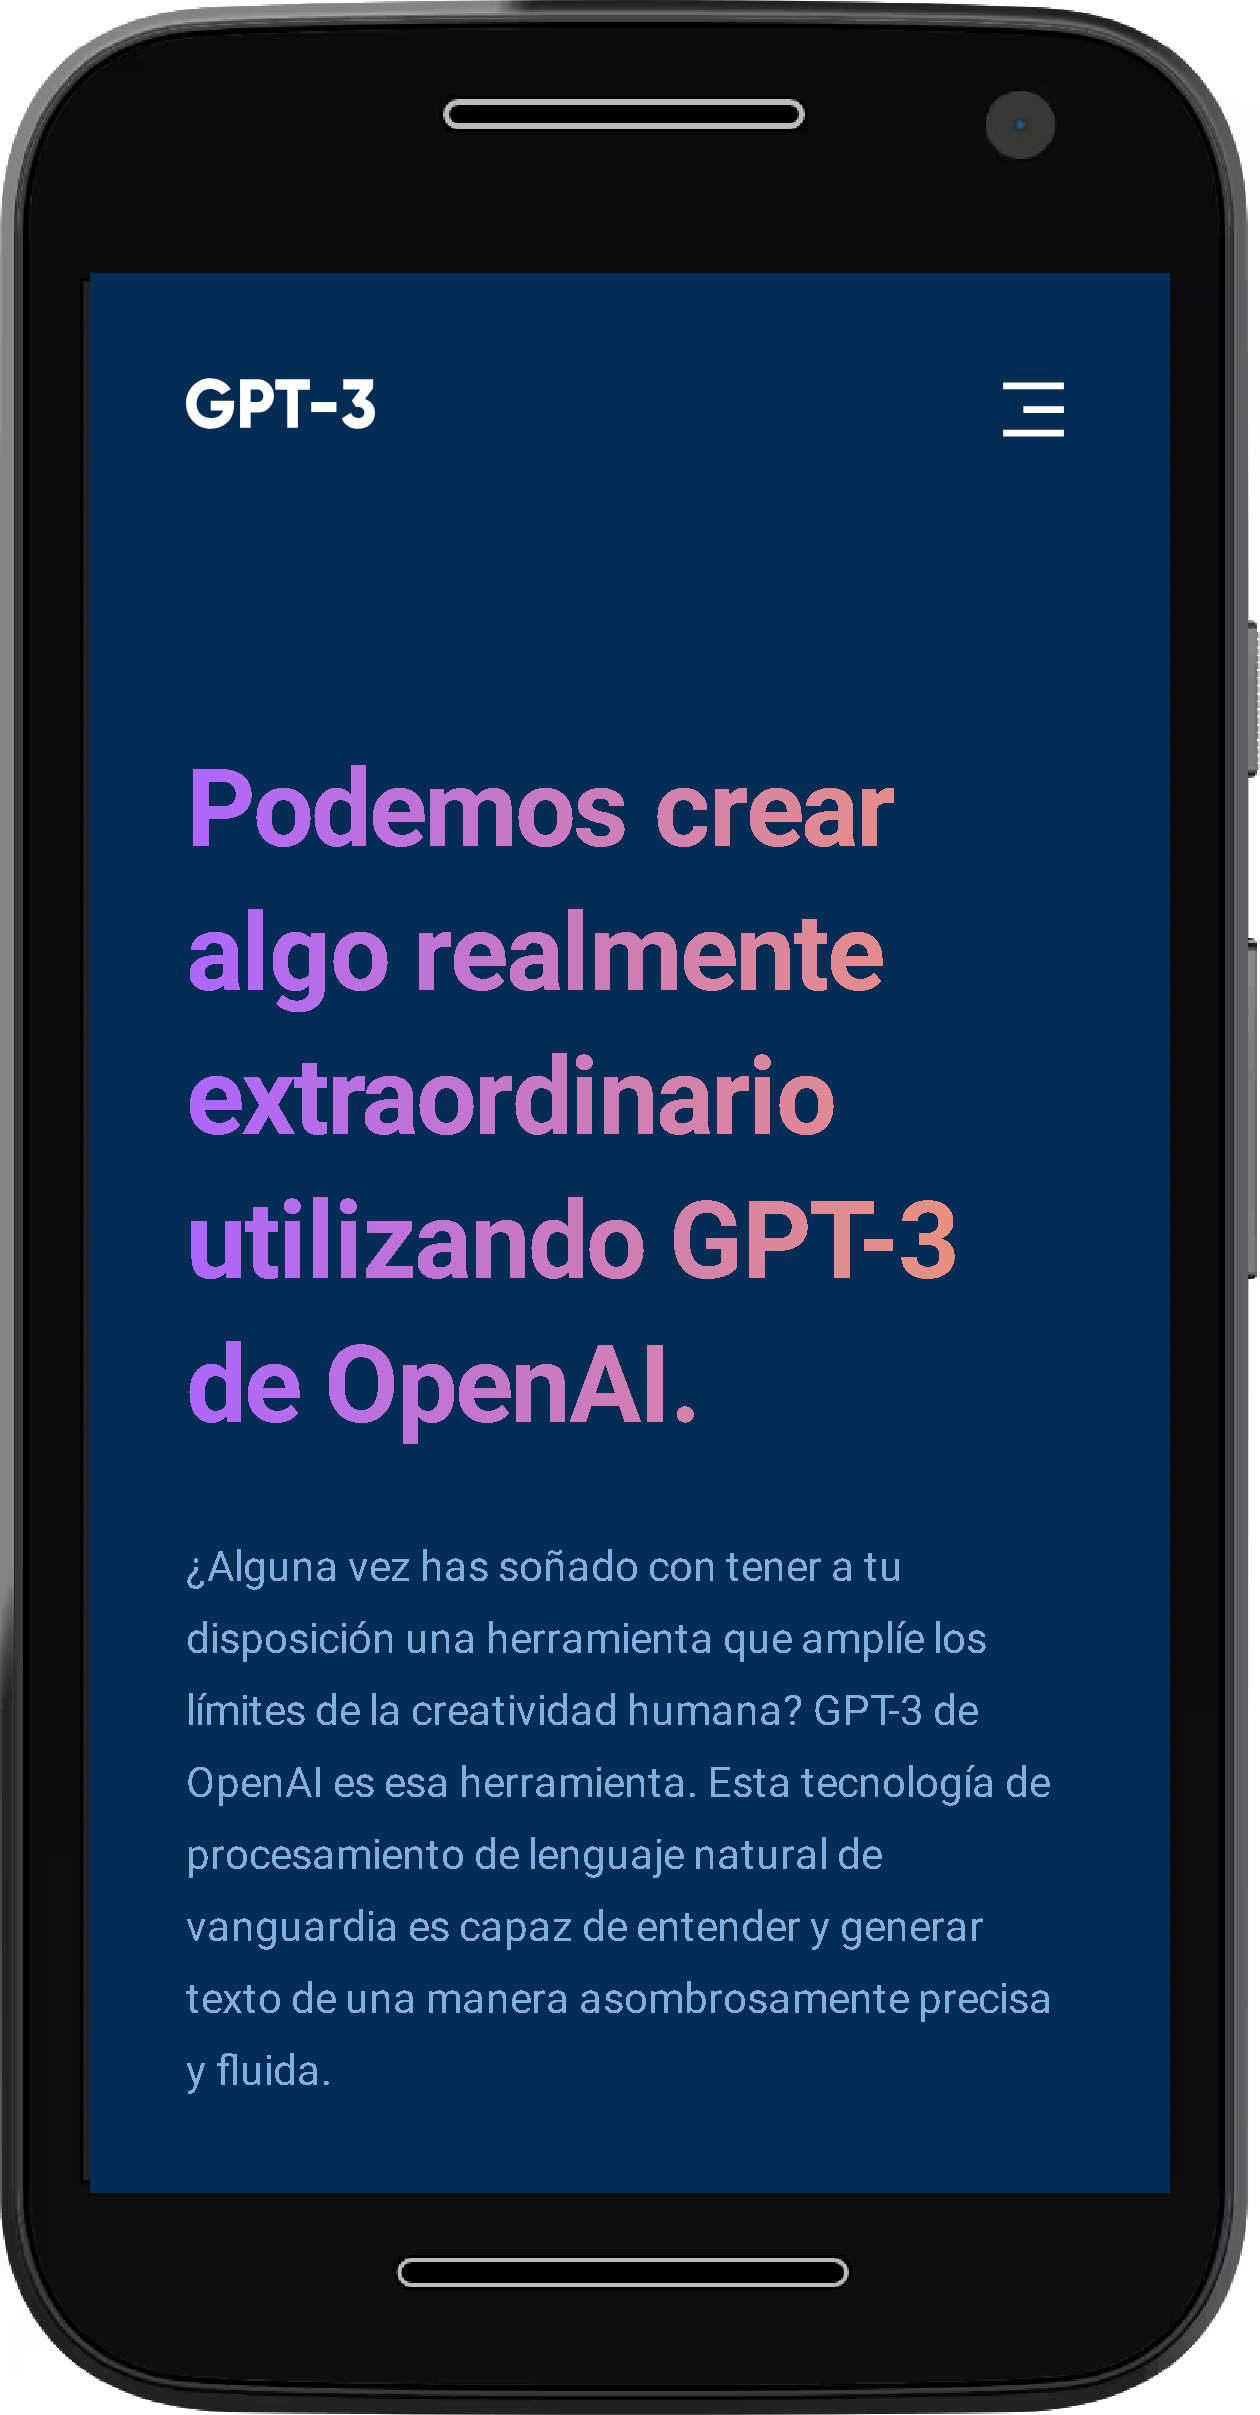 GPT-3
Podemos crear
algo realmente
extraordinario
utilizando GPT-3
de OpenAI.
¿Alguna vez has soñado con tener a tu
disposición una herramienta que amplíe los
límites de la creatividad humana? GPT-3 de
OpenAI es esa herramienta. Esta tecnología de
procesamiento de lenguaje natural de
vanguardia es capaz de entender y generar
texto de una manera asombrosamente precisa
y fluida.